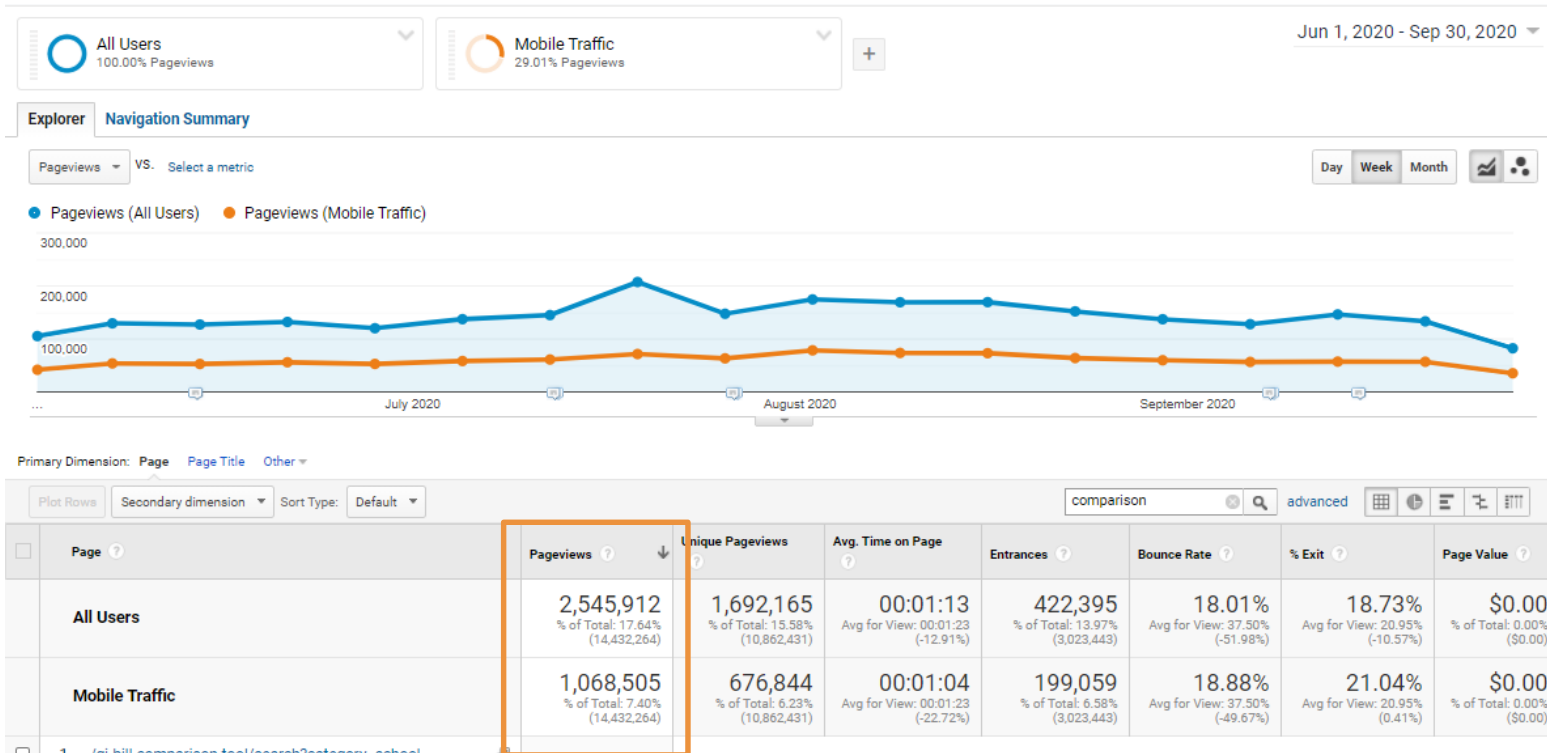 All Users
100.00% Pageviews
Mobile Traffic
29.01% Pageviews
+
Jun 1, 2020 - Sep 30, 2020
Explorer Navigation Summary
Pageviews VS. Select a metric
Day Week Month
Pageviews (All Users) Pageviews (Mobile Traffic)
300,000
200,000
100,000
... July 2020 August 2020 September 2020
Primary Dimension: Page Page Title Other
Plot Rows Secondary dimension Sort Type: Default comparison advanced
Page ? Pageviews ? Unique Pageviews ? Avg. Time on Page ? Entrances ? Bounce Rate ? % Exit ? Page Value ?
All Users 2,545,912 1,692,165 00:01:13 422,395 18.01% 18.73% $0.00
% of Total: 17.64% % of Total: 15.58% Avg for View: 00:01:23 % of Total: 13.97% Avg for View: 37.50% Avg for View: 20.95% % of Total: 0.00%
(14,432,264) (10,862,431) (-12.91%) (3,023,443) (-51.98%) (-10.57%) ($0.00)
Mobile Traffic 1,068,505 676,844 00:01:04 199,059 18.88% 21.04% $0.00
% of Total: 7.40% % of Total: 6.23% Avg for View: 00:01:23 % of Total: 6.58% Avg for View: 37.50% Avg for View: 20.95% % of Total: 0.00%
(14,432,264) (10,862,431) (-22.72%) (3,023,443) (-49.67%) (0.41%) ($0.00)